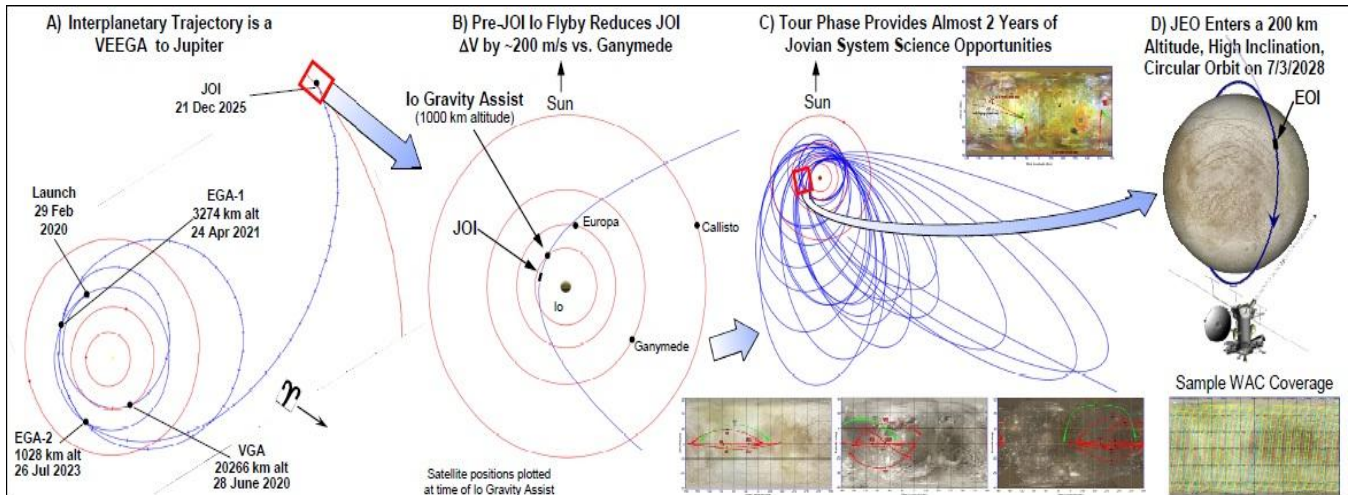 A) Interplanetary Trajectory is a
VEEGA to Jupiter
JOI
21 Dec 2025
Launch
29 Feb
2020
EGA-1
3274 km alt
24 Apr 2021
EGA-2
1028 km alt
26 Jul 2023
VGA
20266 km alt
28 June 2020
B) Pre-JOI Io Flyby Reduces JOI
ΔV by ~200 m/s vs. Ganymede
Sun
Io Gravity Assist
(1000 km altitude)
JOI
Europa
Callisto
Io
Ganymede
Satellite positions plotted
at time of Io Gravity Assist
C) Tour Phase Provides Almost 2 Years of
Jovian System Science Opportunities
Sun
D) JEO Enters a 200 km
Altitude, High Inclination,
Circular Orbit on 7/3/2028
EOI
Sample WAC Coverage